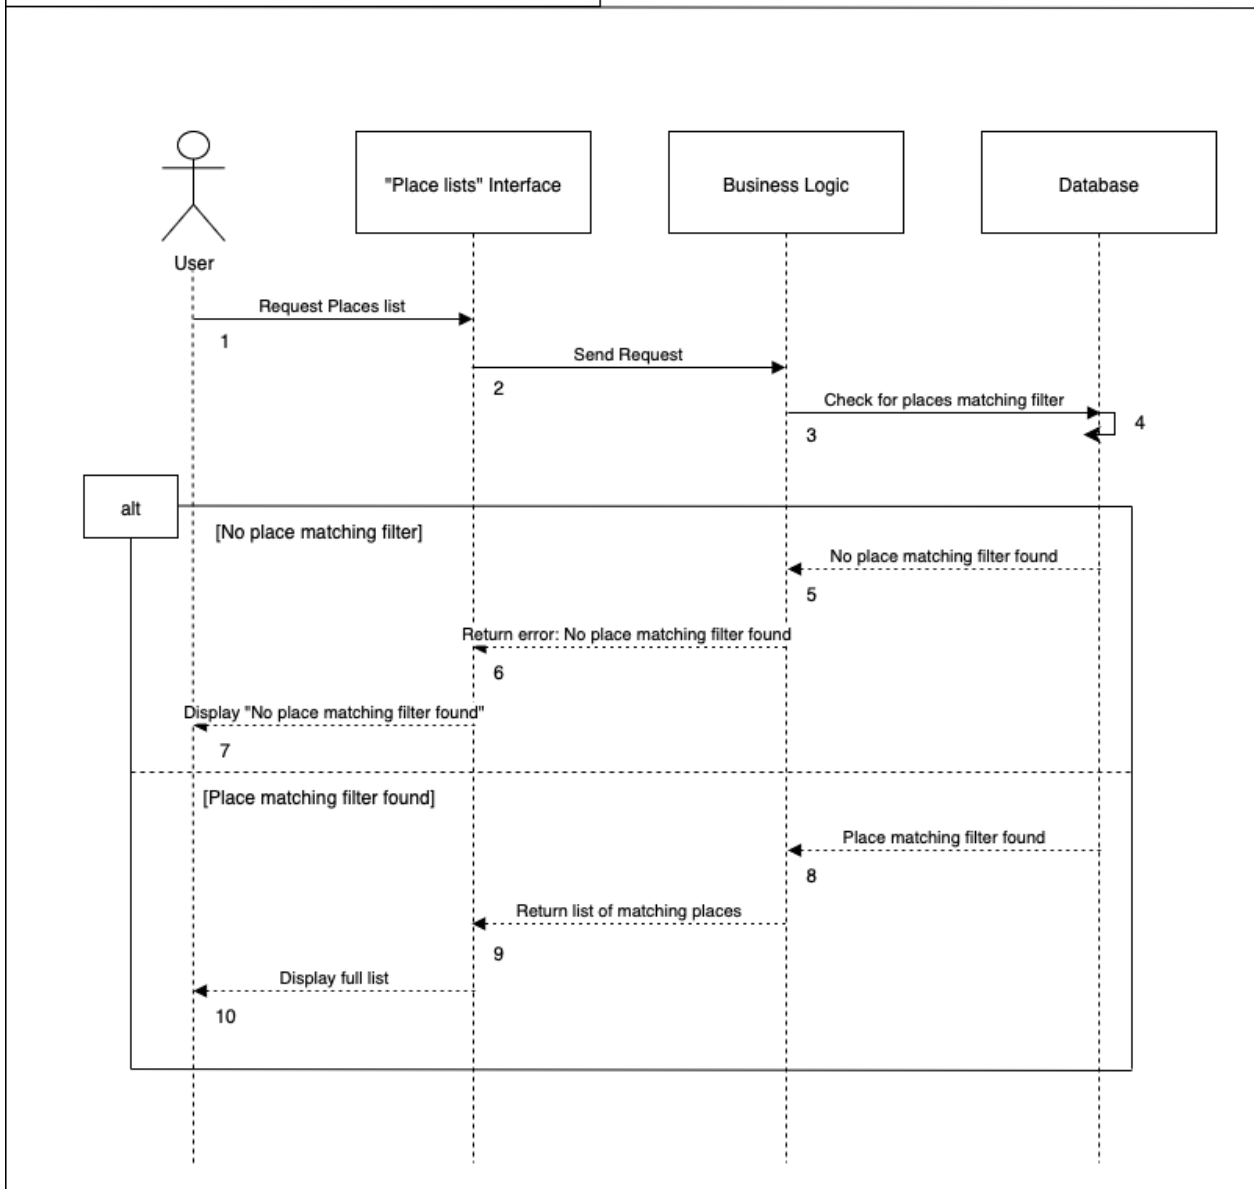 "Place lists" Interface
Business Logic
Database
User
Request Places list
1
Send Request
2
Check for places matching filter
3
4
alt
[No place matching filter]
No place matching filter found
5
Return error: No place matching filter found
6
Display "No place matching filter found"
7
[Place matching filter found]
Place matching filter found
8
Return list of matching places
9
Display full list
10